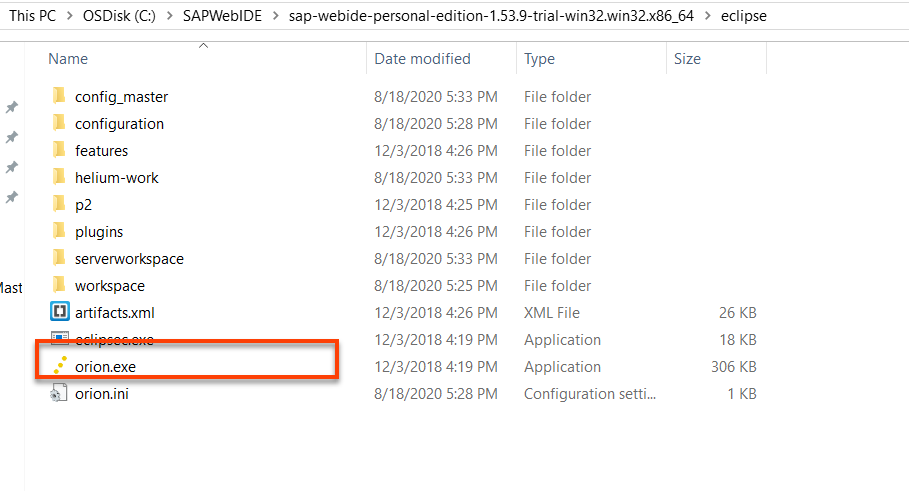 This PC > OSDisk (C:) > SAPWebIDE > sap-webide-personal-edition-1.53.9-trial-win32.win32.x86_64 > eclipse
Name Date modified Type Size
config_master 8/18/2020 5:33 PM File folder
configuration 8/18/2020 5:28 PM File folder
features 12/3/2018 4:26 PM File folder
helium-work 8/18/2020 5:33 PM File folder
p2 12/3/2018 4:25 PM File folder
plugins 12/3/2018 4:26 PM File folder
serverworkspace 8/18/2020 5:33 PM File folder
Mast workspace 8/18/2020 5:25 PM File folder
artifacts.xml 12/3/2018 4:26 PM XML File 26 KB
eclipsec.exe 12/3/2018 4:19 PM Application 18 KB
orion.exe 12/3/2018 4:19 PM Application 306 KB
orion.ini 8/18/2020 5:28 PM Configuration setti... 1 KB